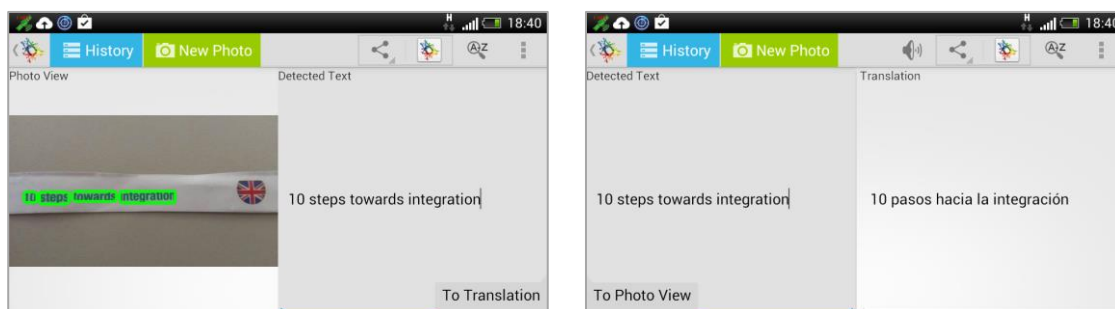 18:40
History
New Photo
Photo View
Detected Text
10 steps towards integration
10 steps towards integration
To Translation
18:40
History
New Photo
Detected Text
Translation
10 steps towards integration
10 pasos hacia la integración
To Photo View